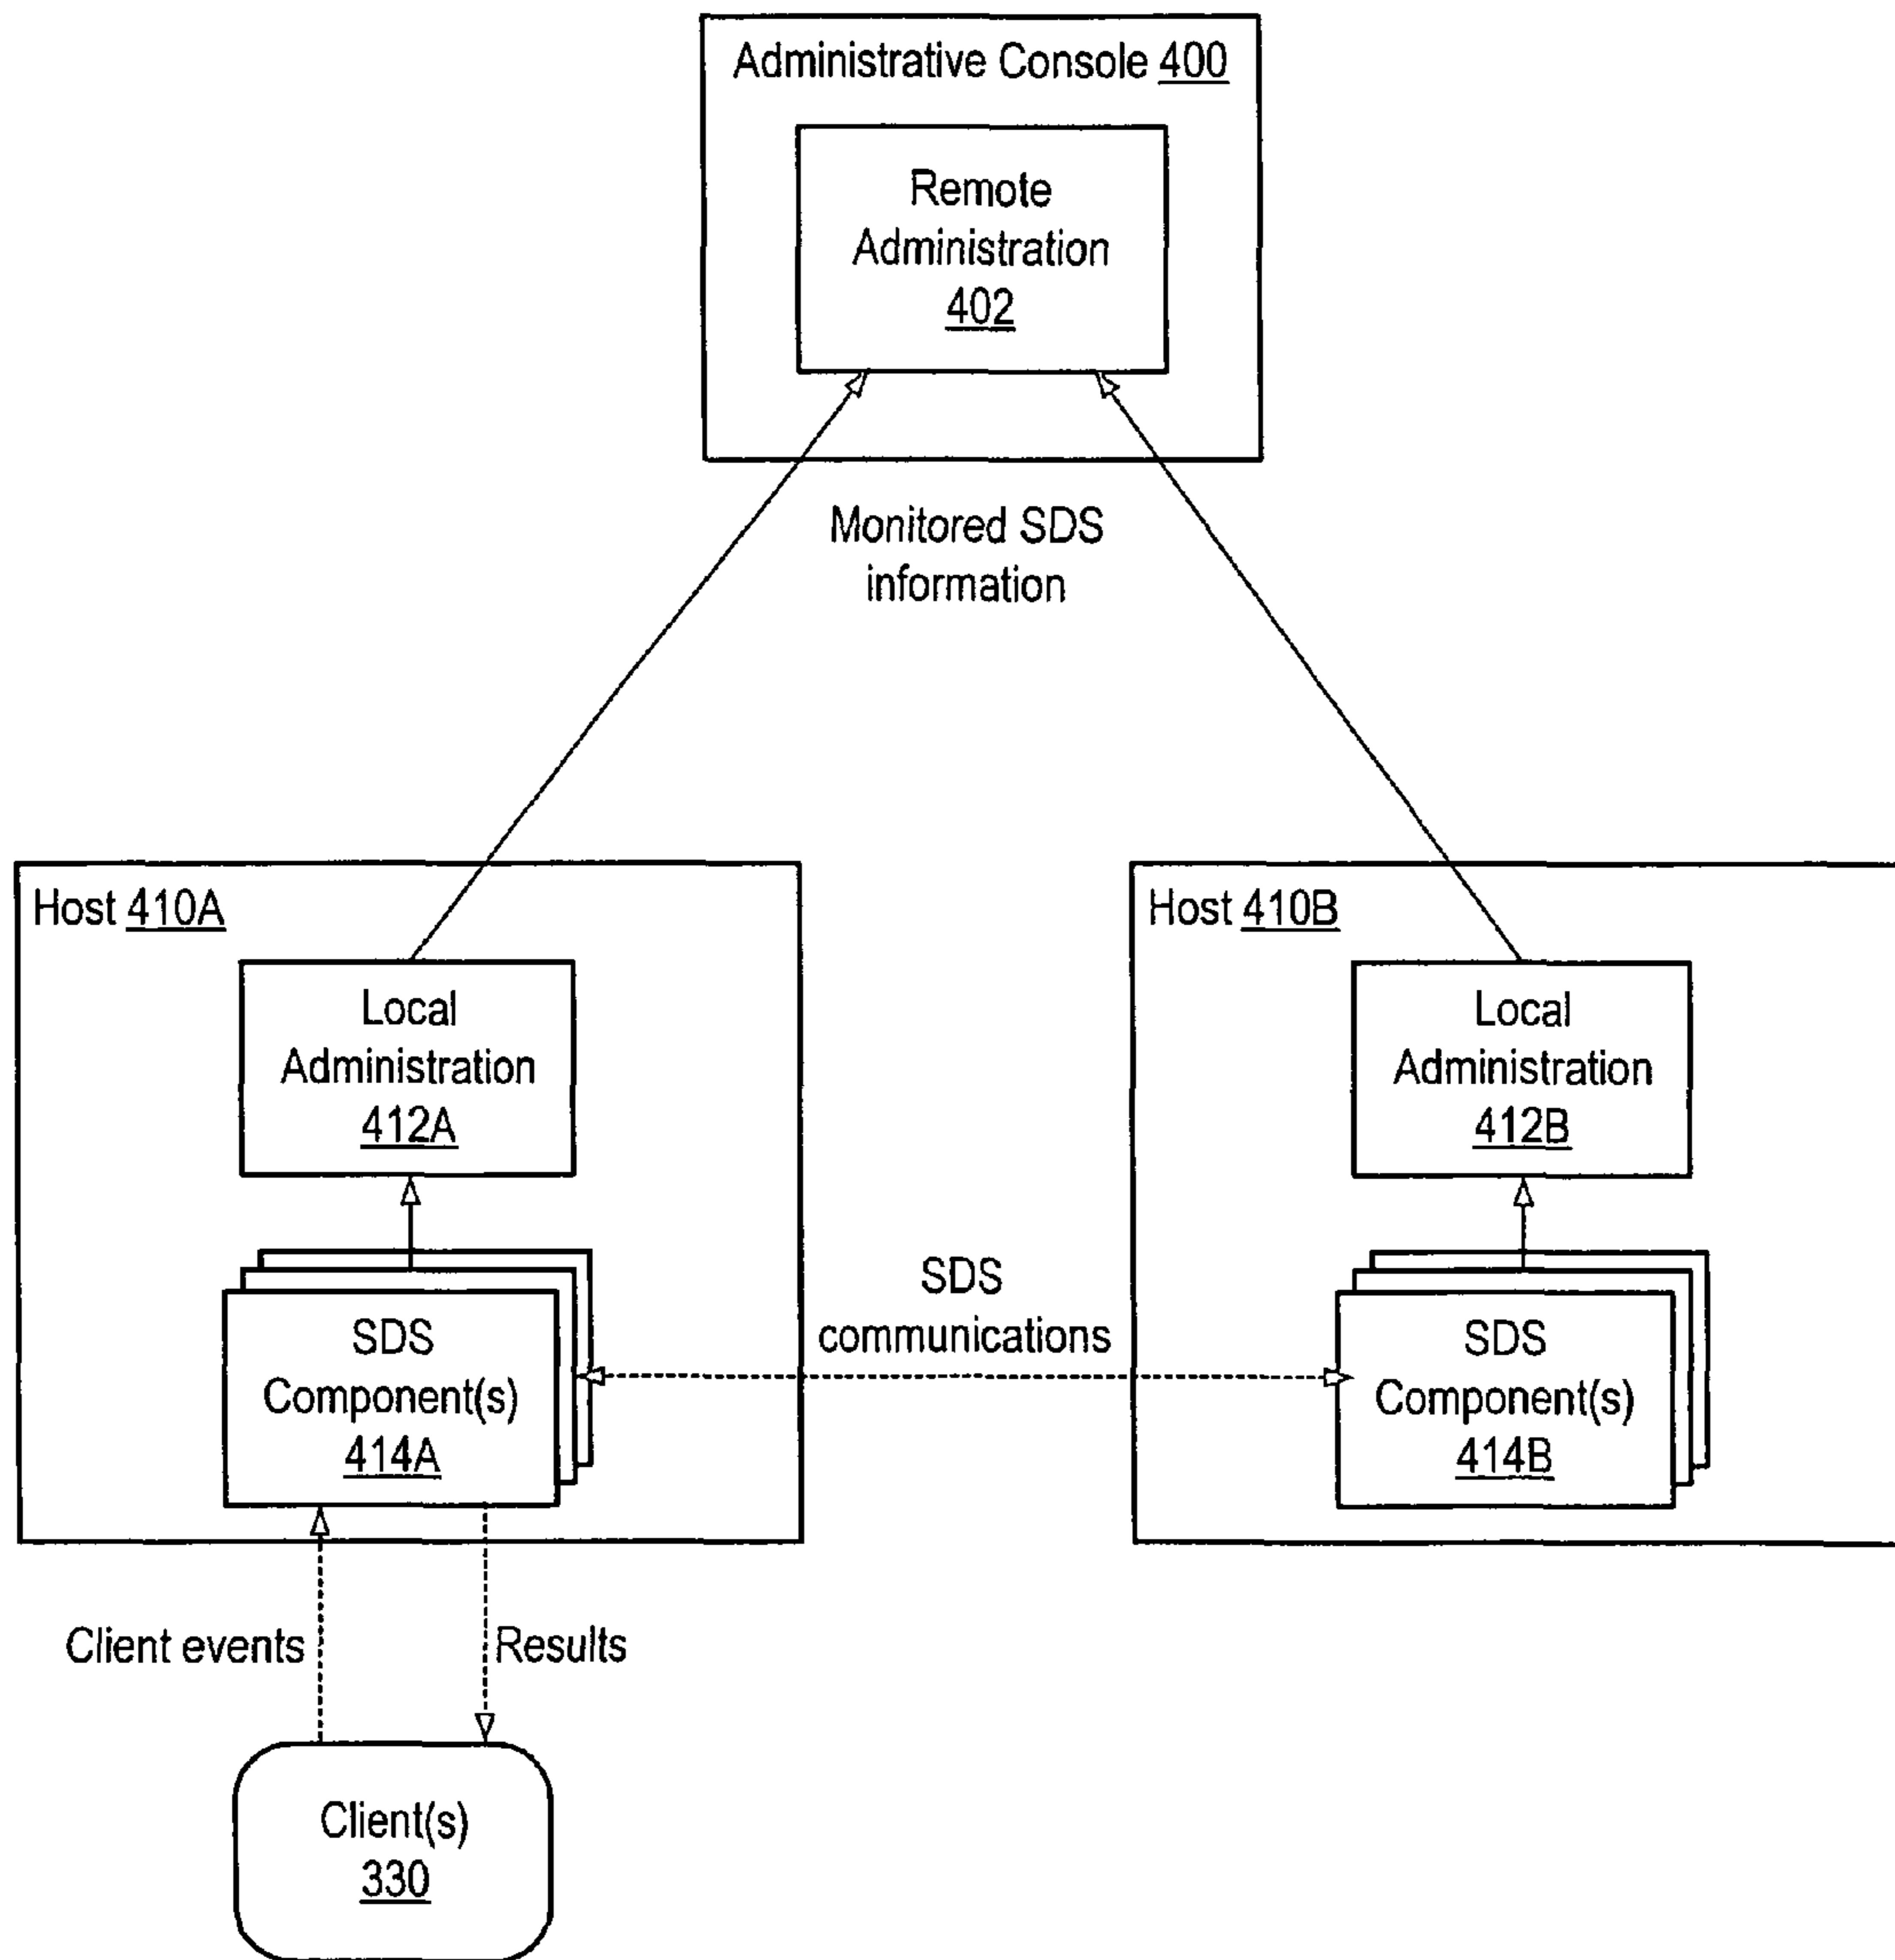 Administrative Console 400
Remote
Administration
402
Monitored SDS
information
Host 410A
Local
Administration
412A
Host 410B
Local
Administration
412B
SDS
communications
SDS
Component(s)
414A
SDS
Component(s)
414B
Client events
Results
Client(s)
330